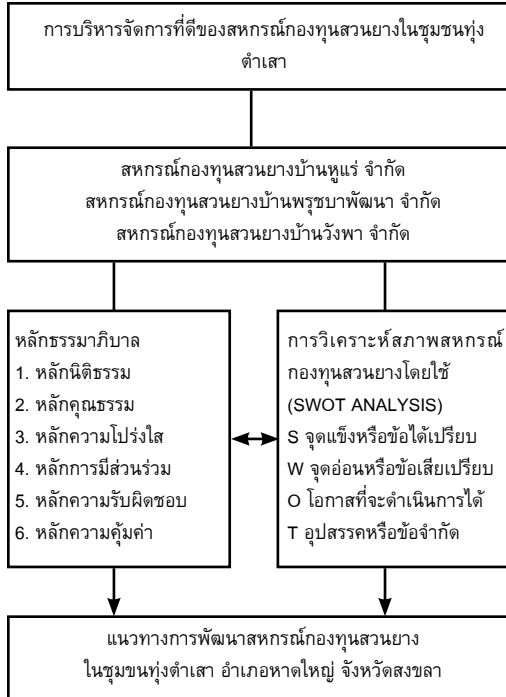 การบริหารจัดการที่ดีของสหกรณ์กองทุนสวนยางในชุมชนทุ่ง
ตำเสา
สหกรณ์กองทุนสวนยางบ้านหูแร่ จำกัด
สหกรณ์กองทุนสวนยางบ้านพรุชบาพัฒนา จำกัด
สหกรณ์กองทุนสวนยางบ้านวังพา จำกัด
หลักธรรมาภิบาล
1. หลักนิติธรรม
2. หลักคุณธรรม
3. หลักความโปร่งใส
4. หลักการมีส่วนร่วม
5. หลักความรับผิดชอบ
6. หลักความคุ้มค่า
การวิเคราะห์สภาพสหกรณ์
กองทุนสวนยางโดยใช้
(SWOT ANALYSIS)
S จุดแข็งหรือข้อได้เปรียบ
W จุดอ่อนหรือข้อเสียเปรียบ
O โอกาสที่จะดำเนินการได้
T อุปสรรคหรือข้อจำกัด
แนวทางการพัฒนาสหกรณ์กองทุนสวนยาง
ในชุมขนทุ่งตำเสา อำเภอหาดใหญ่ จังหวัดสงขลา